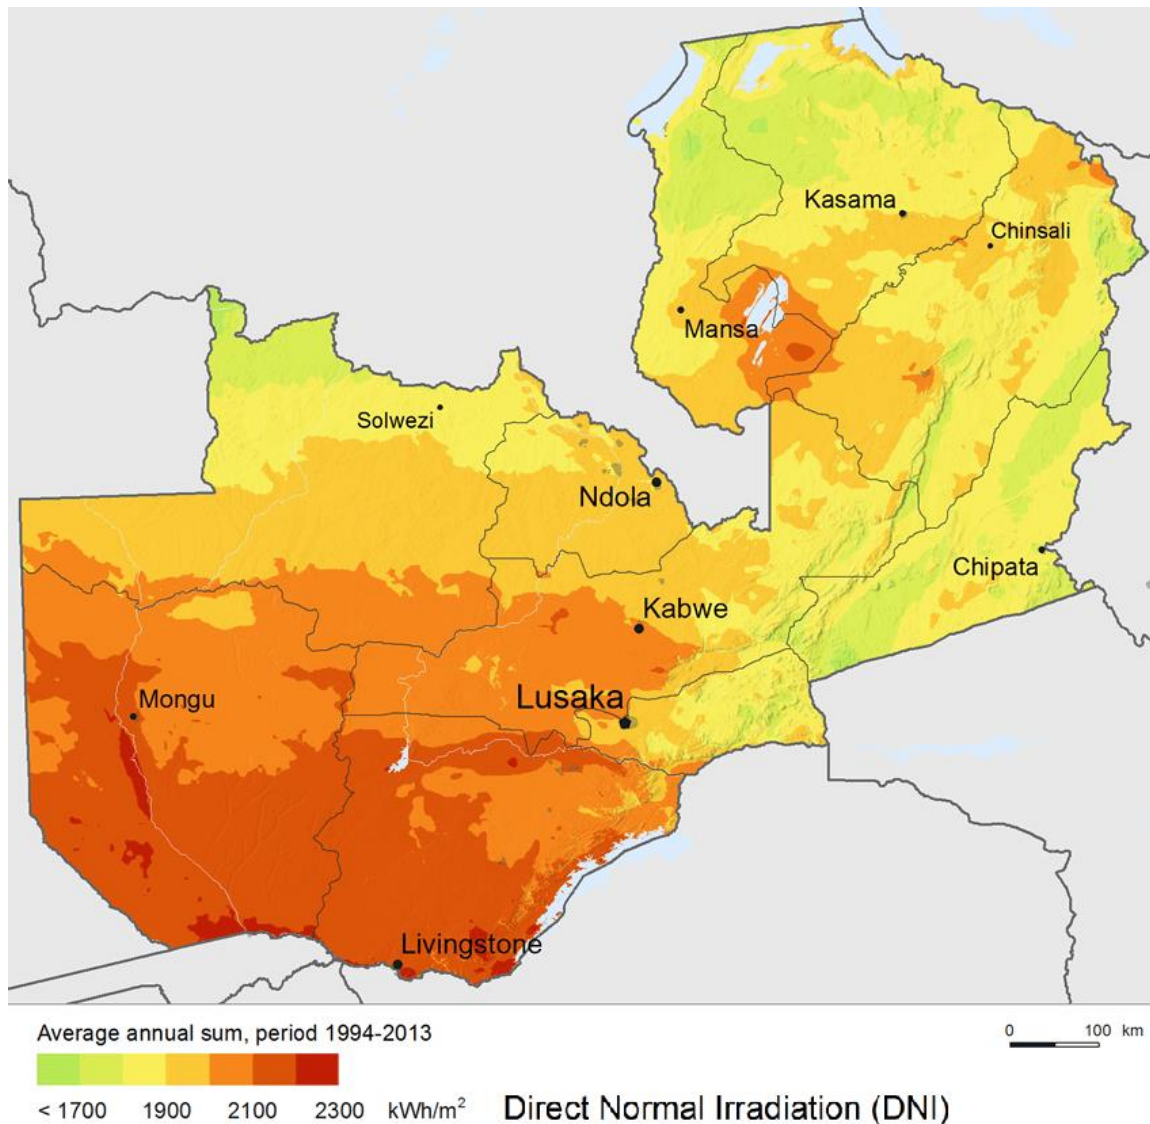 Kasama
Chinsali
Mansa
Solwezi
Ndola
Chipata
Kabwe
Mongu
Lusaka
Livingstone
Average annual sum, period 1994-2013
0 100 km
< 1700 1900 2100 2300 kWh/m²
Direct Normal Irradiation (DNI)